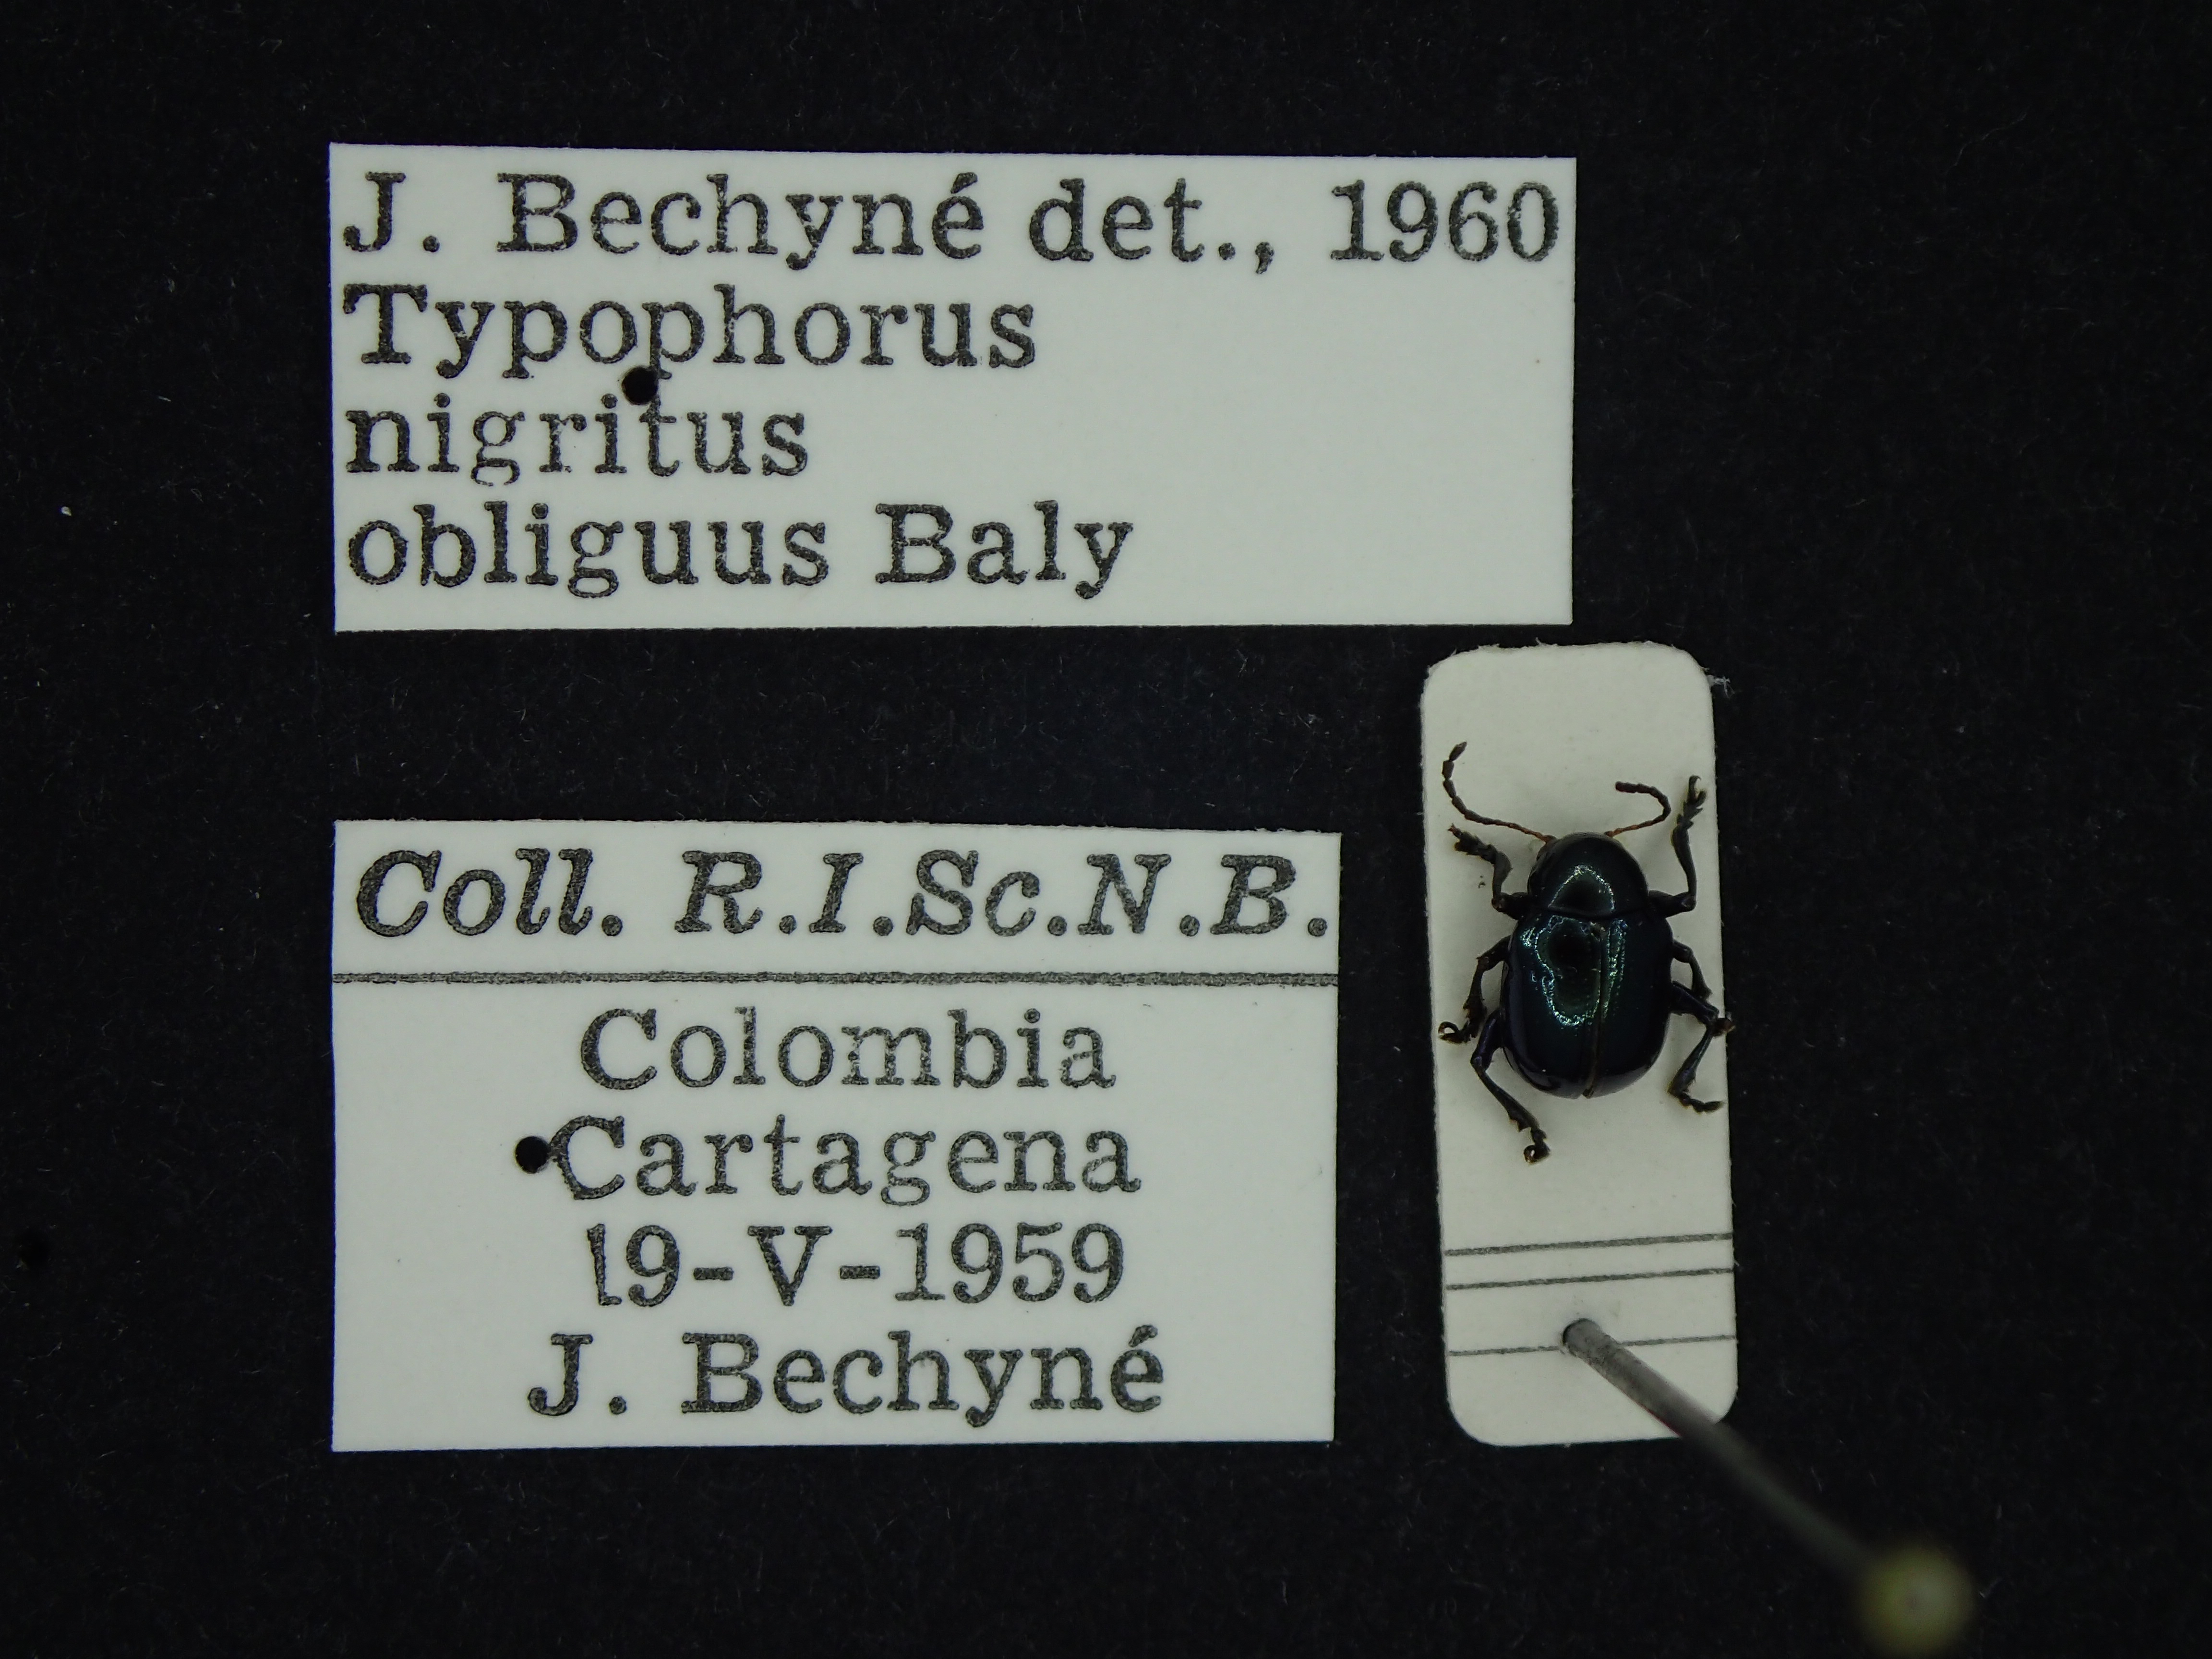 J. Bechyné det., 1960
Typophorus
nigritus
obliguus Baly
Coll. R.I.Sc.N.B.
Colombia
Cartagena
19-V-1959
J. Bechyné